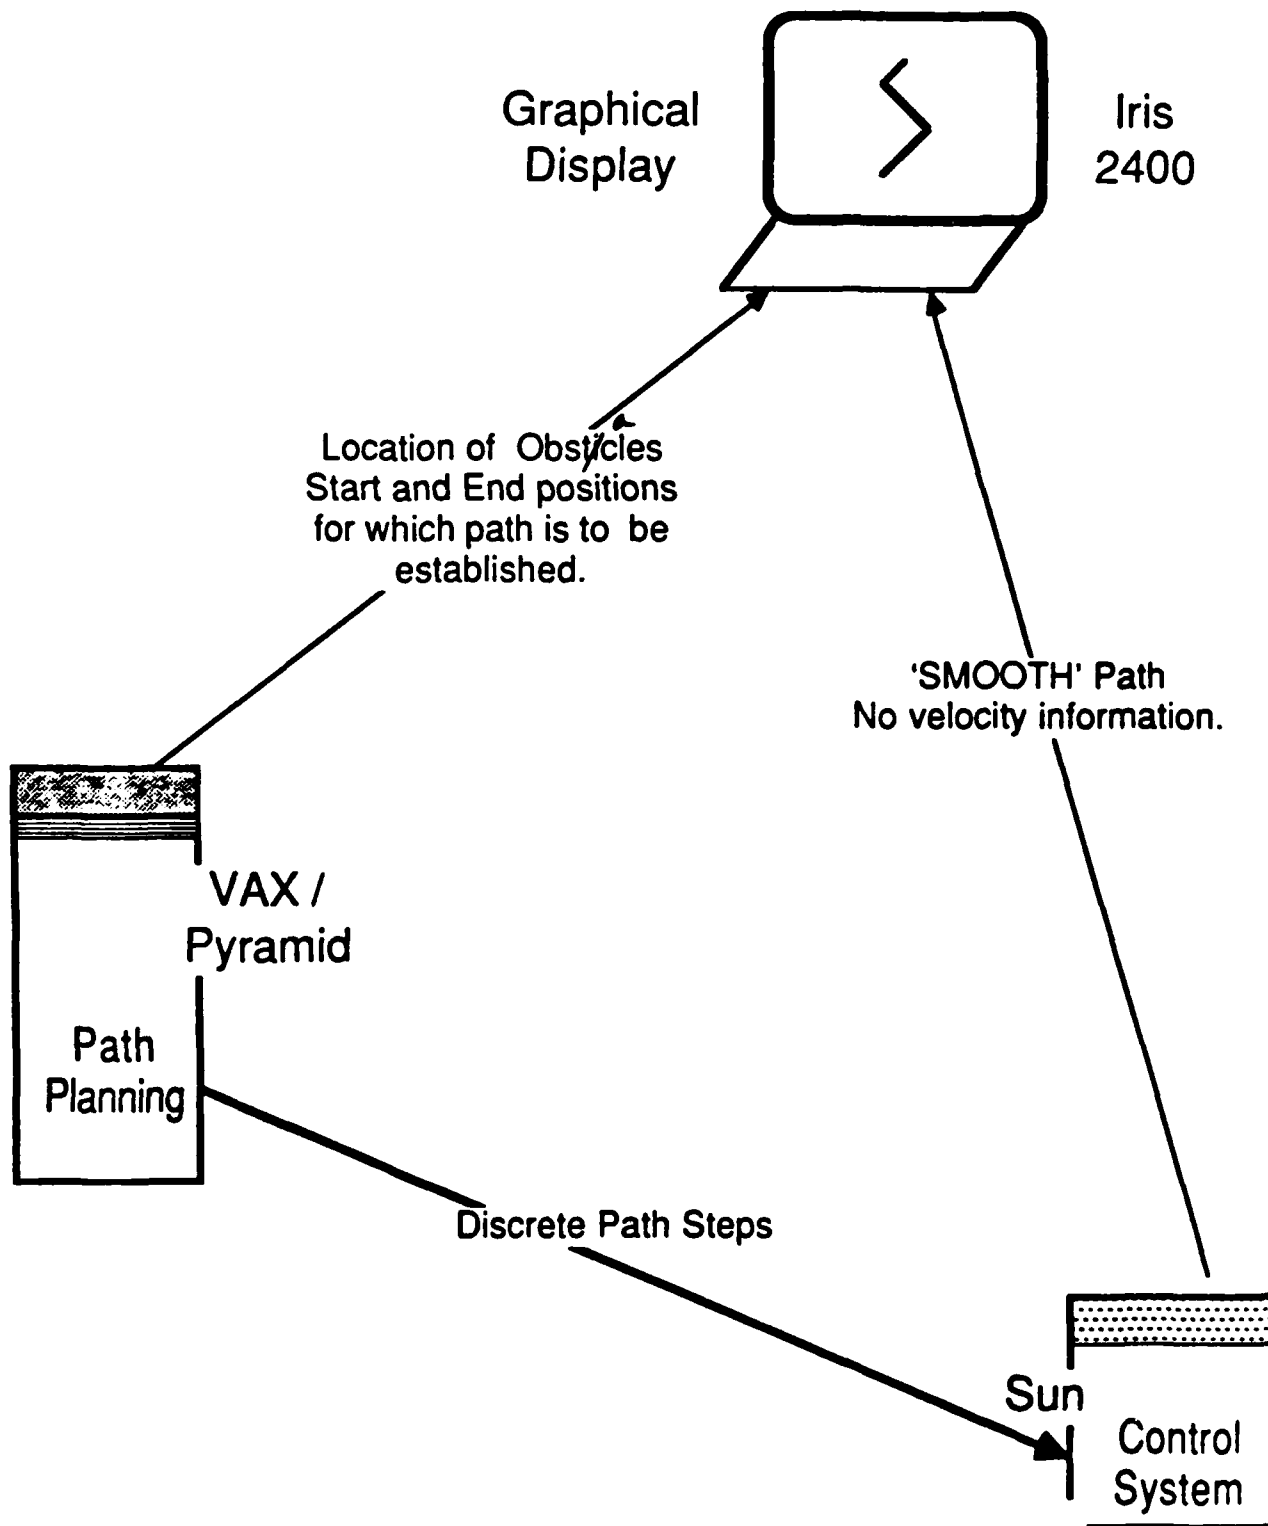 Graphical
Display
Iris
2400
Location of Obsticles
Start and End positions
for which path is to be
established.
'SMOOTH' Path
No velocity information.
VAX /
Pyramid
Path
Planning
Discrete Path Steps
Sun
Control
System